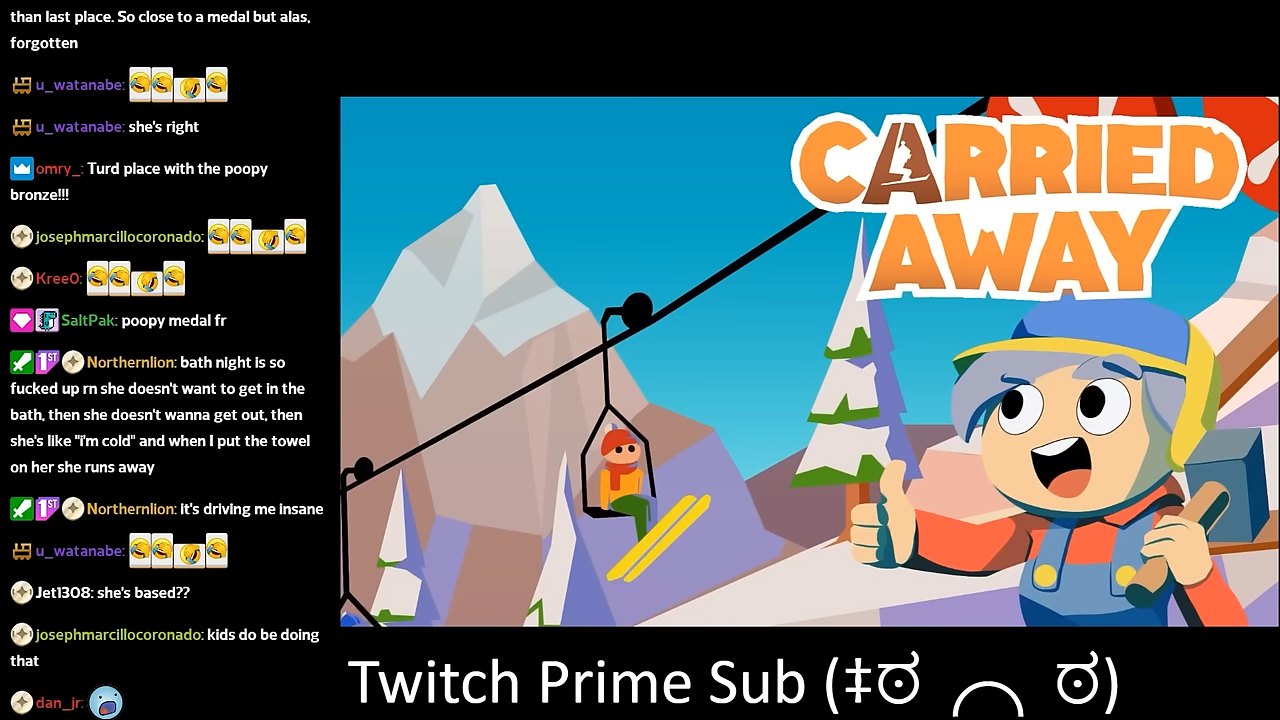 than last place. So close to a medal but alas,
forgotten
u_watanabe:
u_watanabe: she's right
omry_: Turd place with the poopy
bronze!!!
josephmarcillocoronado:
KreeO:
SaltPak: poopy medal fr
1ST Northernlion: bath night is so
fucked up rn she doesn't want to get in the
bath, then she doesn't wanna get out, then
she's like "i'm cold" and when I put the towel
on her she runs away
1ST Northernlion: it's driving me insane
u_watanabe:
Jet1308: she's based??
josephmarcillocoronado: kids do be doing
that
dan_jr:
CARRIED
AWAY
Twitch Prime Sub (‡ಠ ⁀ ಠ)